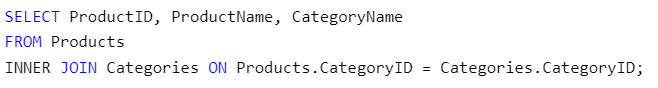 SELECT ProductID, ProductName, CategoryName
FROM Products
INNER JOIN Categories ON Products.CategoryID = Categories.CategoryID;